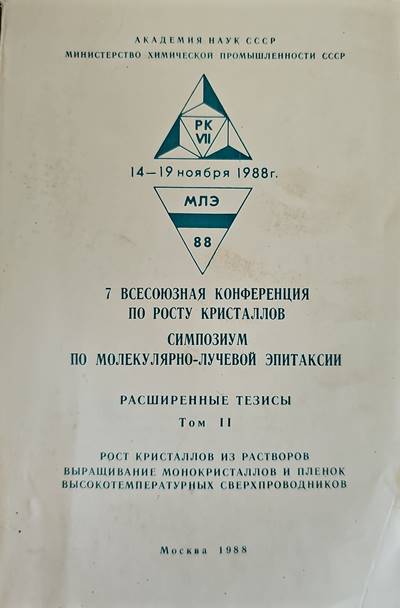 АКАДЕМИЯ НАУК СССР
МИНИСТЕРСТВО ХИМИЧЕСКОЙ ПРОМЫШЛЕННОСТИ СССР
РК
VII
14—19 ноября 1988г.
МЛЭ
88
7 ВСЕСОЮЗНАЯ КОНФЕРЕНЦИЯ
ПО РОСТУ КРИСТАЛЛОВ
СИМПОЗИУМ
ПО МОЛЕКУЛЯРНО-ЛУЧЕВОЙ ЭПИТАКСИИ
РАСШИРЕННЫЕ ТЕЗИСЫ
Том II
РОСТ КРИСТАЛЛОВ ИЗ РАСТВОРОВ
ВЫРАЩИВАНИЕ МОНОКРИСТАЛЛОВ И ПЛЕНОК
ВЫСОКОТЕМПЕРАТУРНЫХ СВЕРХПРОВОДНИКОВ
Москва 1988